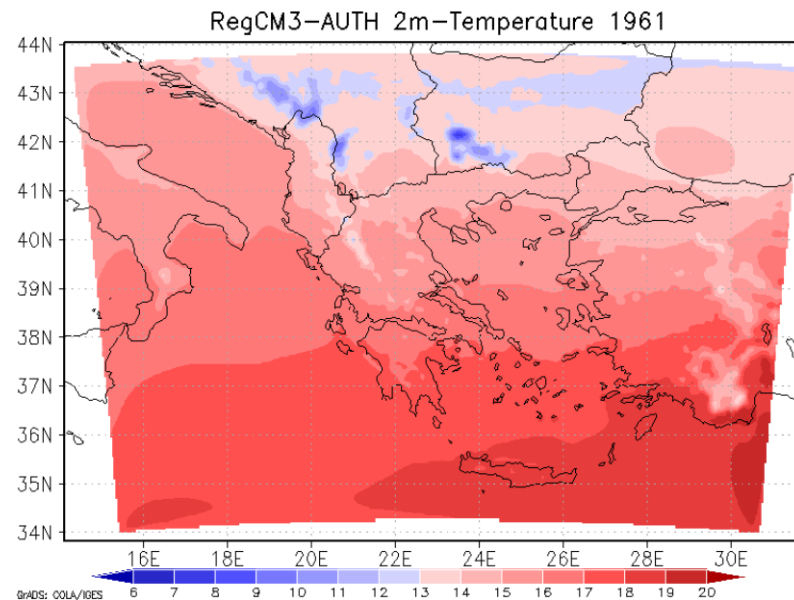 RegCM3-AUTH 2m-Temperature 1961
44N
43N
42N
41N
40N
39N
38N
37N
36N
35N
34N
16E 18E 20E 22E 24E 26E 28E 30E
6 7 8 9 10 11 12 13 14 15 16 17 18 19 20
GrADS: COLA/IGES